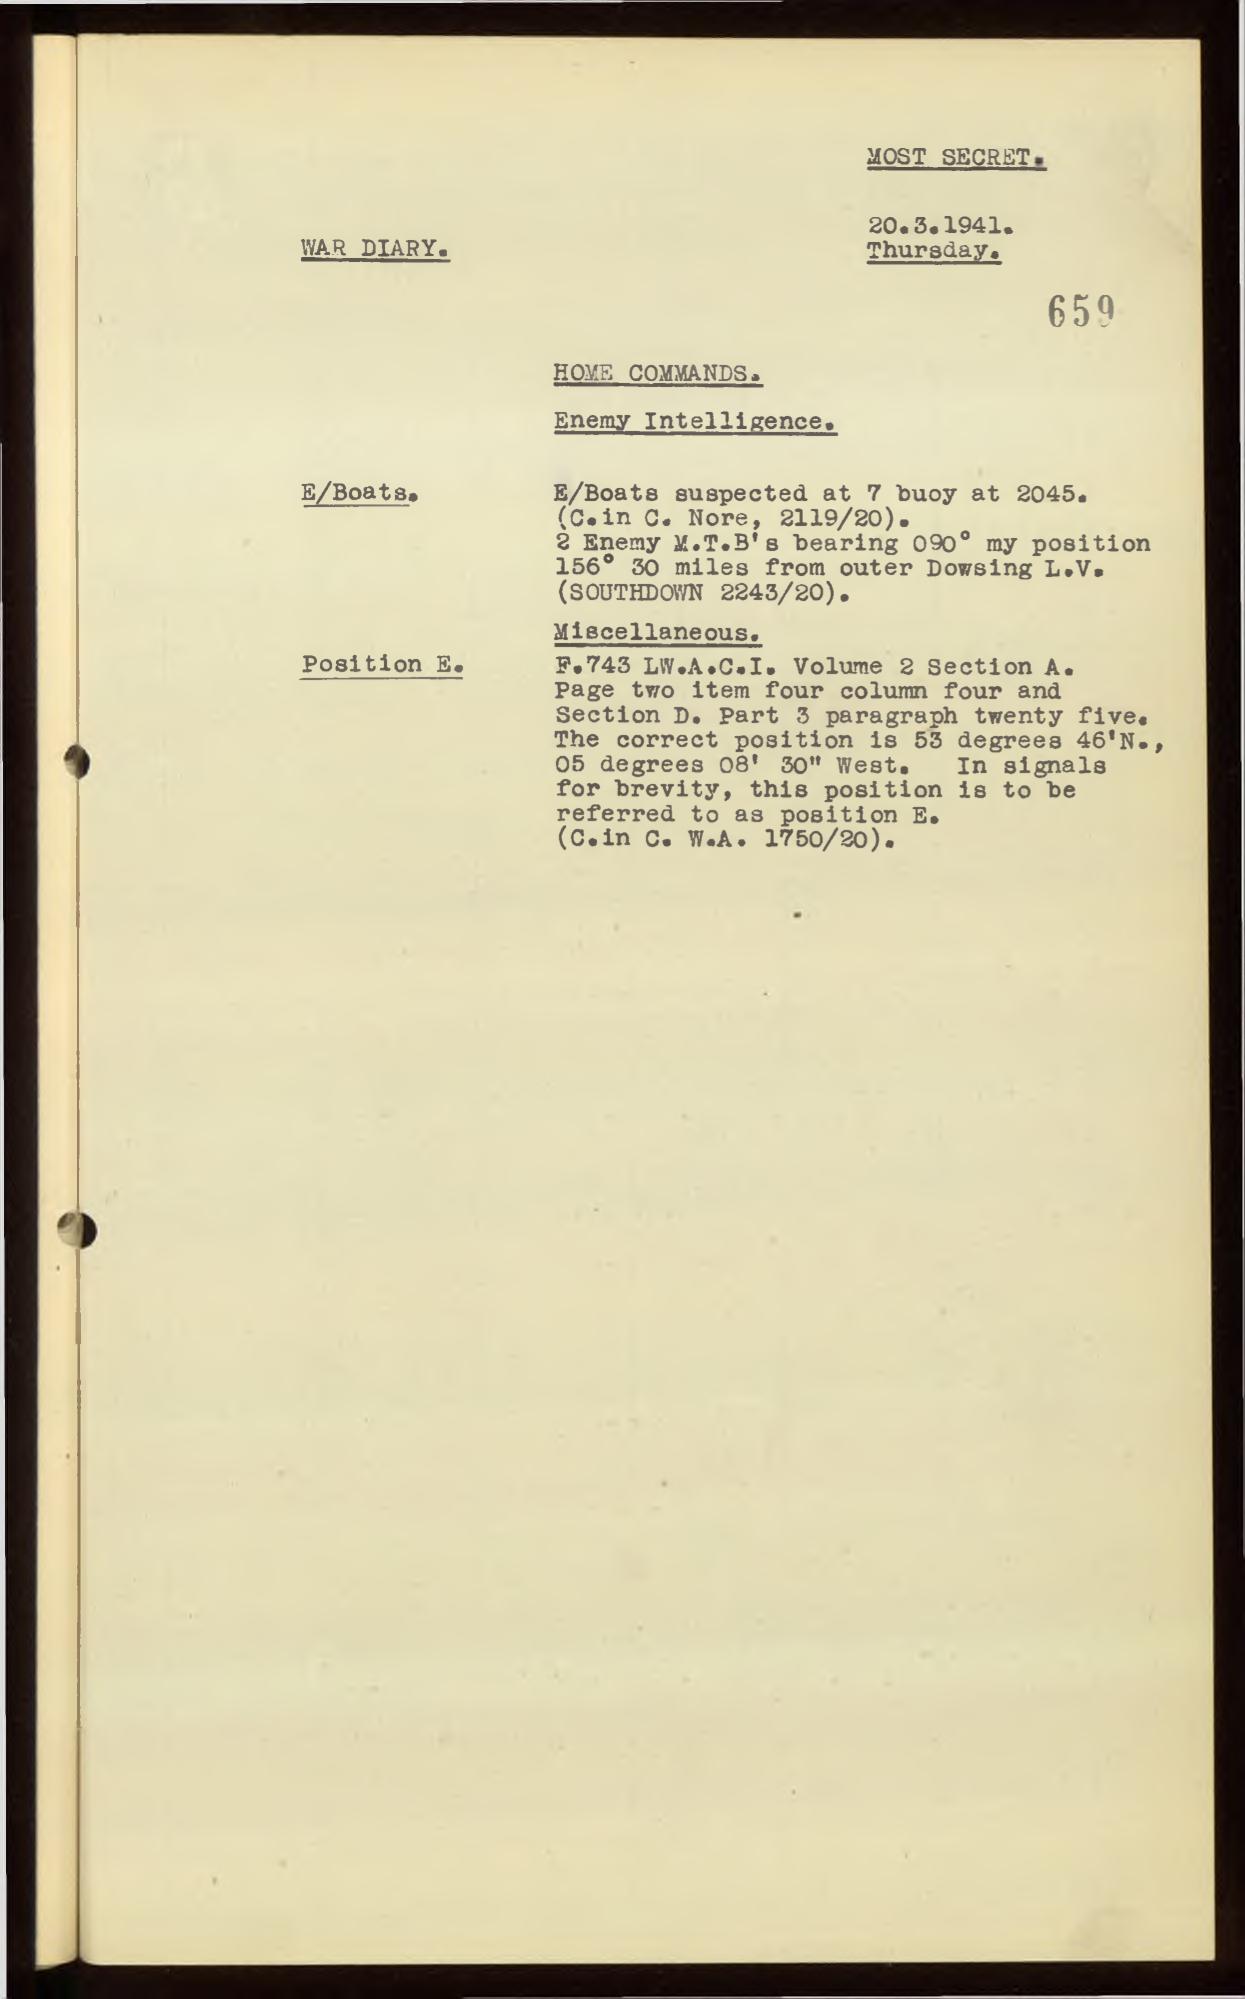 MOST SECRET.
20.3.1941.
WAR DIARY. Thursday.
659
HOME COMMANDS.
Enemy Intelligence.
E/Boats. E/Boats suspected at 7 buoy at 2045.
(C.in C. Nore, 2119/20).
2 Enemy M.T.B's bearing 090° my position
156° 30 miles from outer Dowsing L.V.
(SOUTHDOWN 2243/20).
Miscellaneous.
Position E. F.743 LW.A.C.I. Volume 2 Section A.
Page two item four column four and
Section D. Part 3 paragraph twenty five.
The correct position is 53 degrees 46'N.,
05 degrees 08' 30" West. In signals
for brevity, this position is to be
referred to as position E.
(C.in C. W.A. 1750/20).